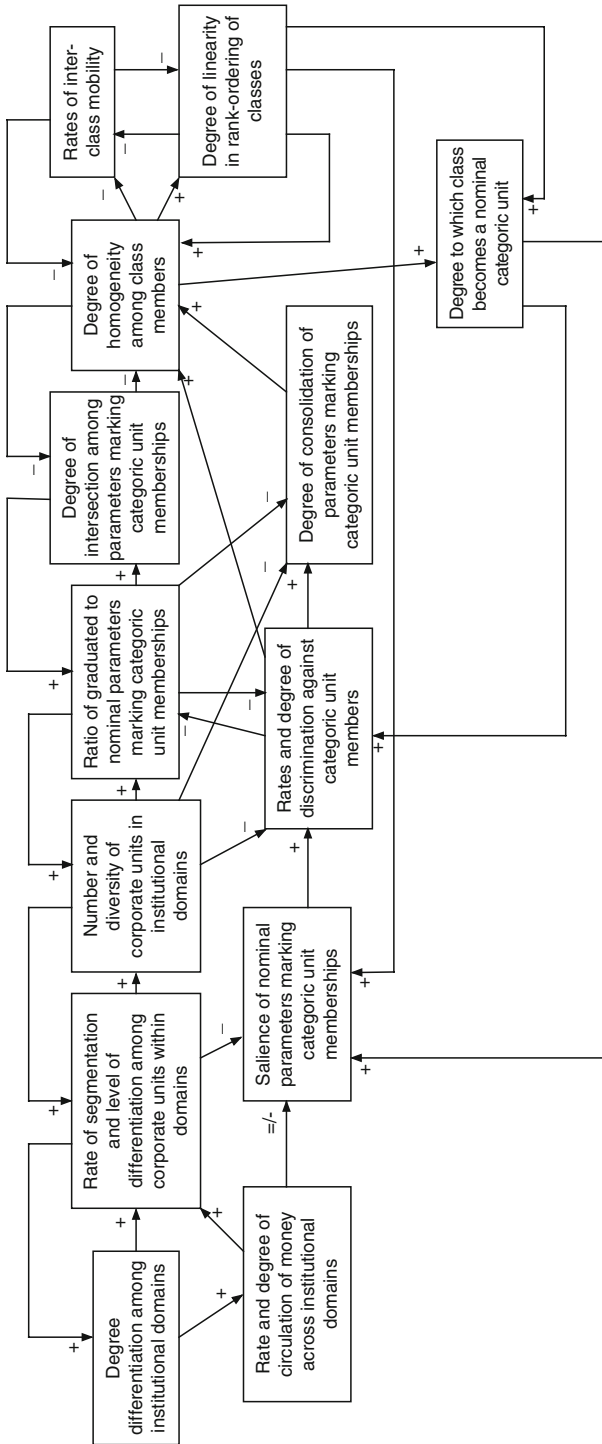 Degree
differentiation among
institutional domains
Rate of segmentation
and level of
differentiation among
corporate units within
domains
Number and
diversity of
corporate units in
institutional
domains
Ratio of graduated to
nominal parameters
marking categoric
unit memberships
Degree of
intersection among
parameters marking
categoric unit
memberships
Degree of
homogeneity
among class
members
Rates of inter-
class mobility
Degree of linearity
in rank-ordering of
classes
Rate and degree of
circulation of money
across institutional
domains
Salience of nominal
parameters marking
categoric unit
memberships
Rates and degree of
discrimination against
categoric unit
members
Degree of consolidation of
parameters marking
categoric unit memberships
Degree to which class
becomes a nominal
categoric unit
+
+
+
+
+
–
–
+
+
+
+
–
–
–
–
–
–
+
+
=/-
–
–
–
–
–
+
+
+
+
+
+
+
+
+
+